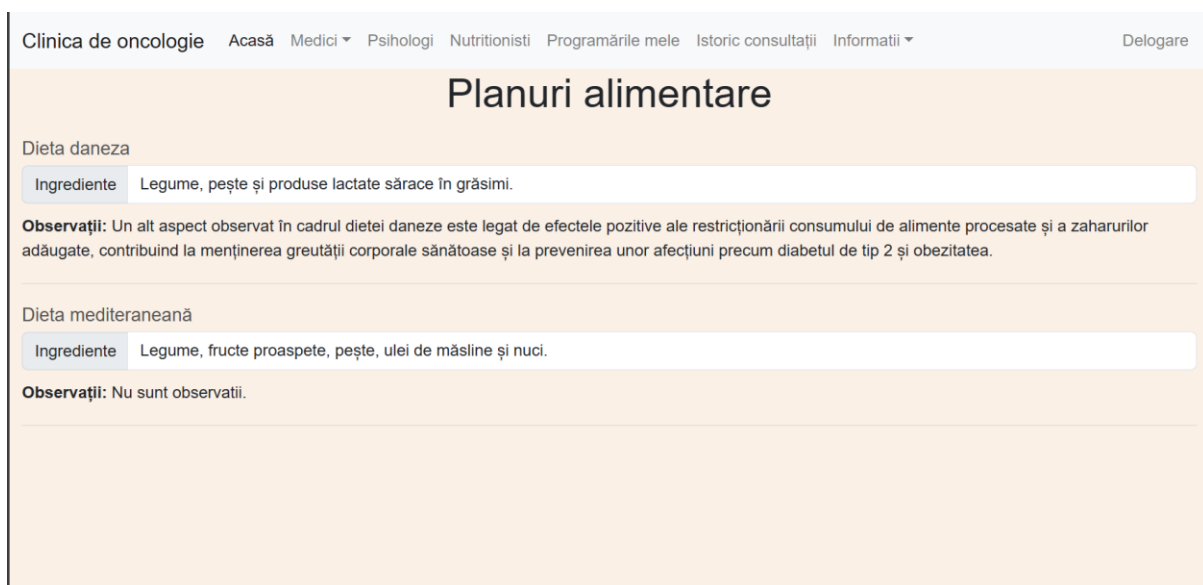 Clinica de oncologie Acasă Medici Psihologi Nutritionisti Programările mele Istoric consultații Informatii Delogare
Planuri alimentare
Dieta daneza
Ingrediente Legume, pește și produse lactate sărace în grăsimi.
Observații: Un alt aspect observat în cadrul dietei daneze este legat de efectele pozitive ale restricționării consumului de alimente procesate și a zaharurilor
adăugate, contribuind la menținerea greutății corporale sănătoase și la prevenirea unor afecțiuni precum diabetul de tip 2 și obezitatea.
Dieta mediteraneană
Ingrediente Legume, fructe proaspete, pește, ulei de măsline și nuci.
Observații: Nu sunt observatii.